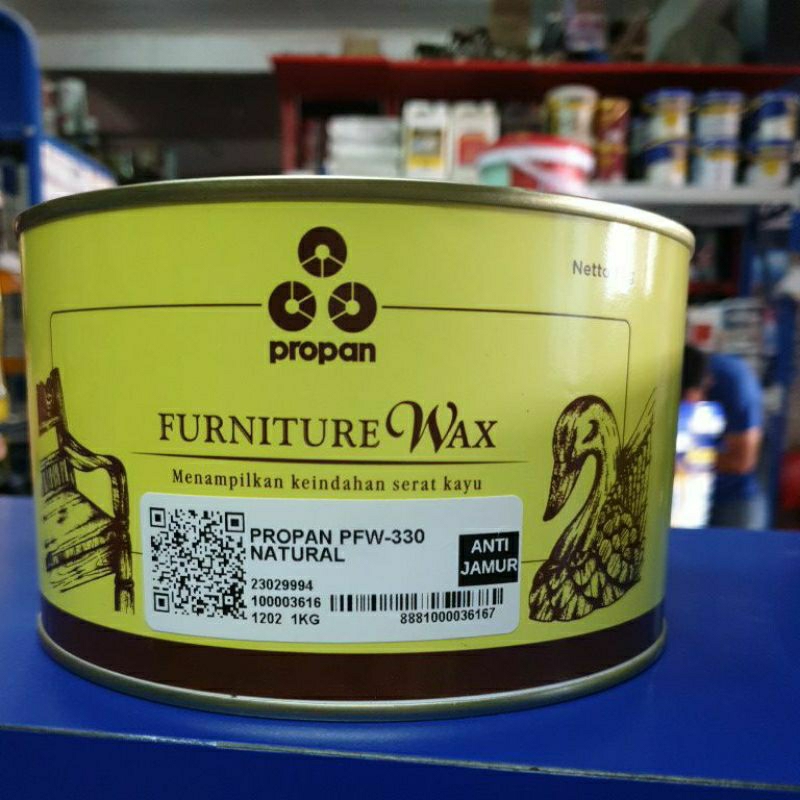 Netto
propan
FURNITURE WAX
Menampilkan keindahan serat kayu
PROPAN PFW-330
NATURAL
ANTI
JAMUR
23029994
100003616
1202 1KG
8881000036167